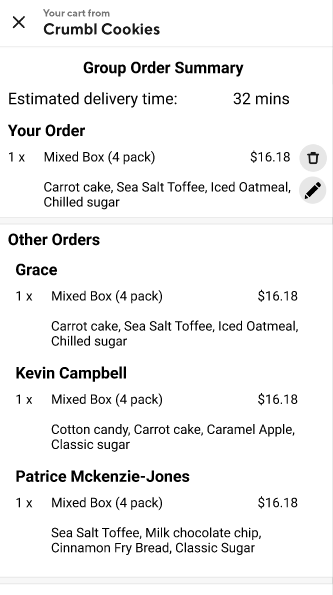 Your cart from
Crumbl Cookies
Group Order Summary
Estimated delivery time: 32 mins
Your Order
1 x Mixed Box (4 pack) $16.18
Carrot cake, Sea Salt Toffee, Iced Oatmeal,
Chilled sugar
Other Orders
Grace
1 x Mixed Box (4 pack) $16.18
Carrot cake, Sea Salt Toffee, Iced Oatmeal,
Chilled sugar
Kevin Campbell
1 x Mixed Box (4 pack) $16.18
Cotton candy, Carrot cake, Caramel Apple,
Classic sugar
Patrice Mckenzie-Jones
1 x Mixed Box (4 pack) $16.18
Sea Salt Toffee, Milk chocolate chip,
Cinnamon Fry Bread, Classic Sugar